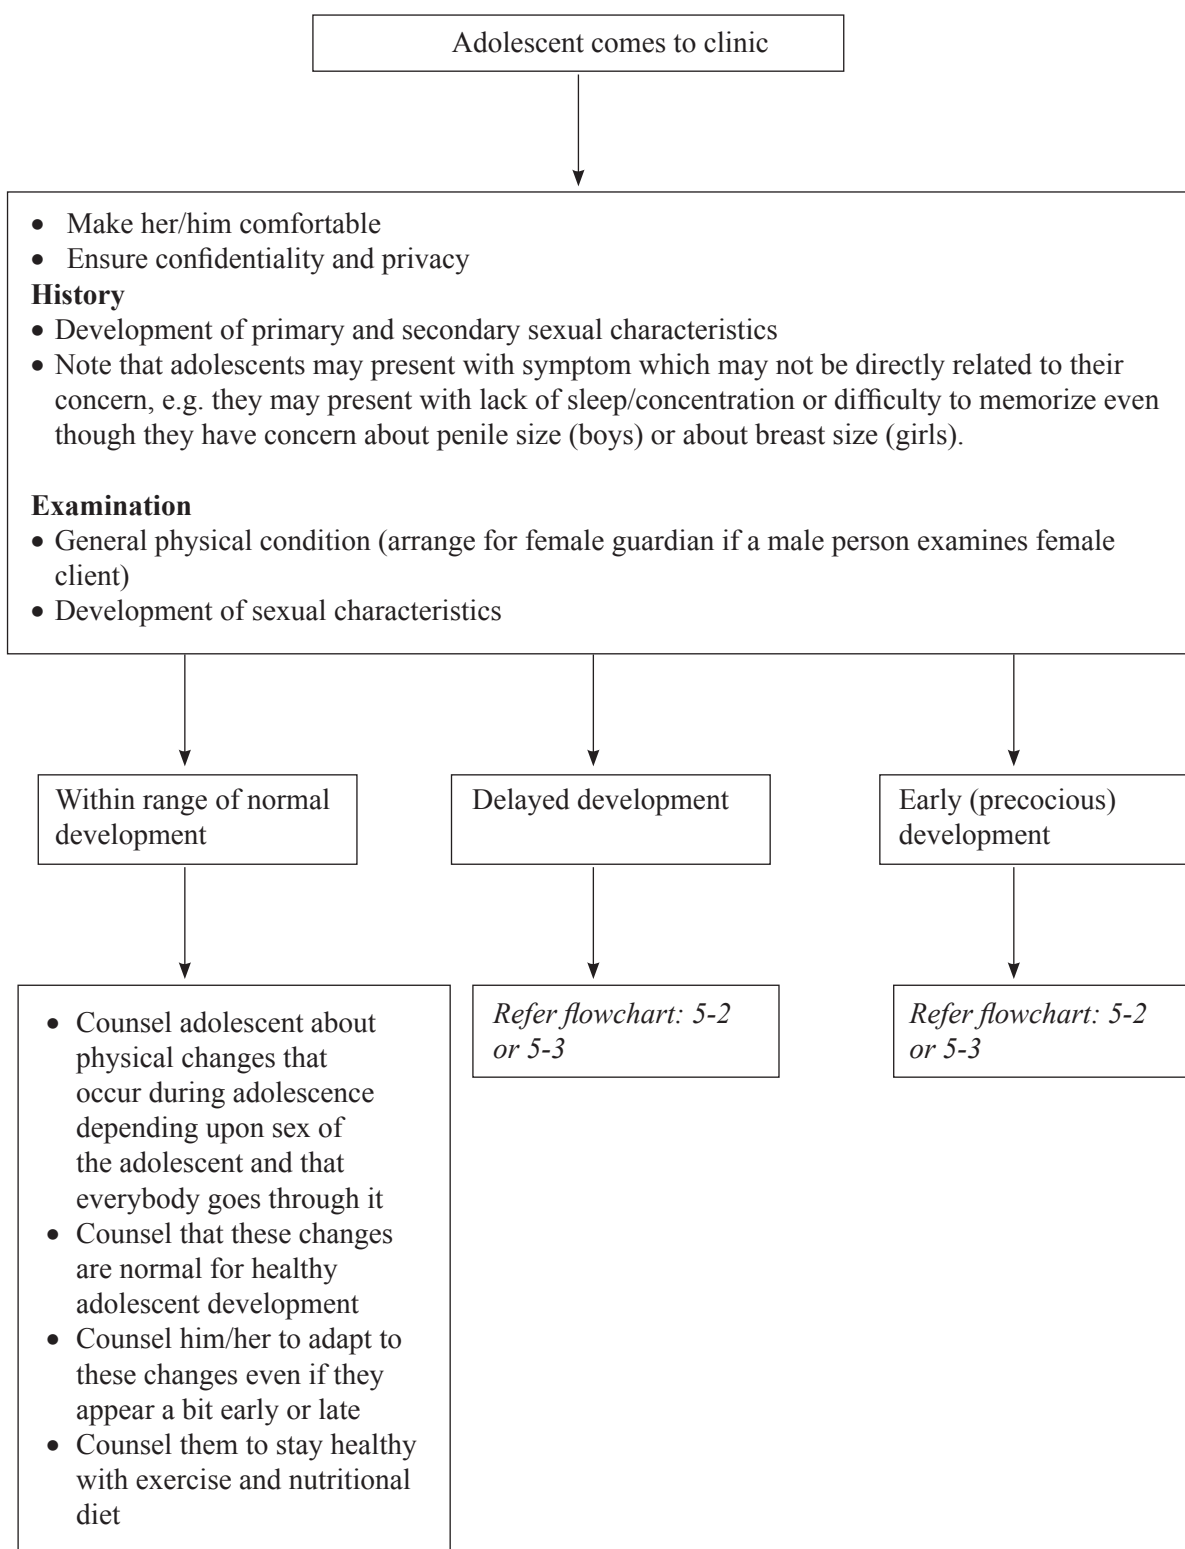 Adolescent comes to clinic
• Make her/him comfortable
• Ensure confidentiality and privacy
History
• Development of primary and secondary sexual characteristics
• Note that adolescents may present with symptom which may not be directly related to their
concern, e.g. they may present with lack of sleep/concentration or difficulty to memorize even
though they have concern about penile size (boys) or about breast size (girls).
Examination
• General physical condition (arrange for female guardian if a male person examines female
client)
• Development of sexual characteristics
Within range of normal
development
Delayed development
Early (precocious)
development
• Counsel adolescent about
physical changes that
occur during adolescence
depending upon sex of
the adolescent and that
everybody goes through it
• Counsel that these changes
are normal for healthy
adolescent development
• Counsel him/her to adapt to
these changes even if they
appear a bit early or late
• Counsel them to stay healthy
with exercise and nutritional
diet
Refer flowchart: 5-2
or 5-3
Refer flowchart: 5-2
or 5-3